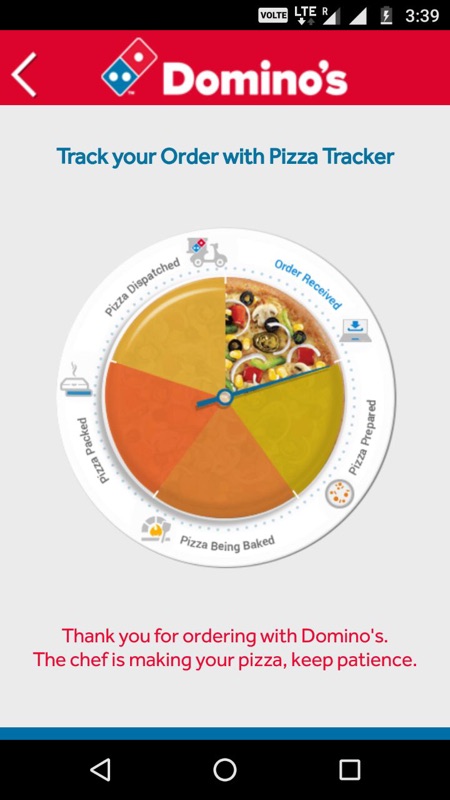 VOLTE LTE R 3:39
Domino's
Track your Order with Pizza Tracker
Order Received
Pizza Prepared
Pizza Being Baked
Pizza Packed
Pizza Dispatched
Thank you for ordering with Domino's.
The chef is making your pizza, keep patience.